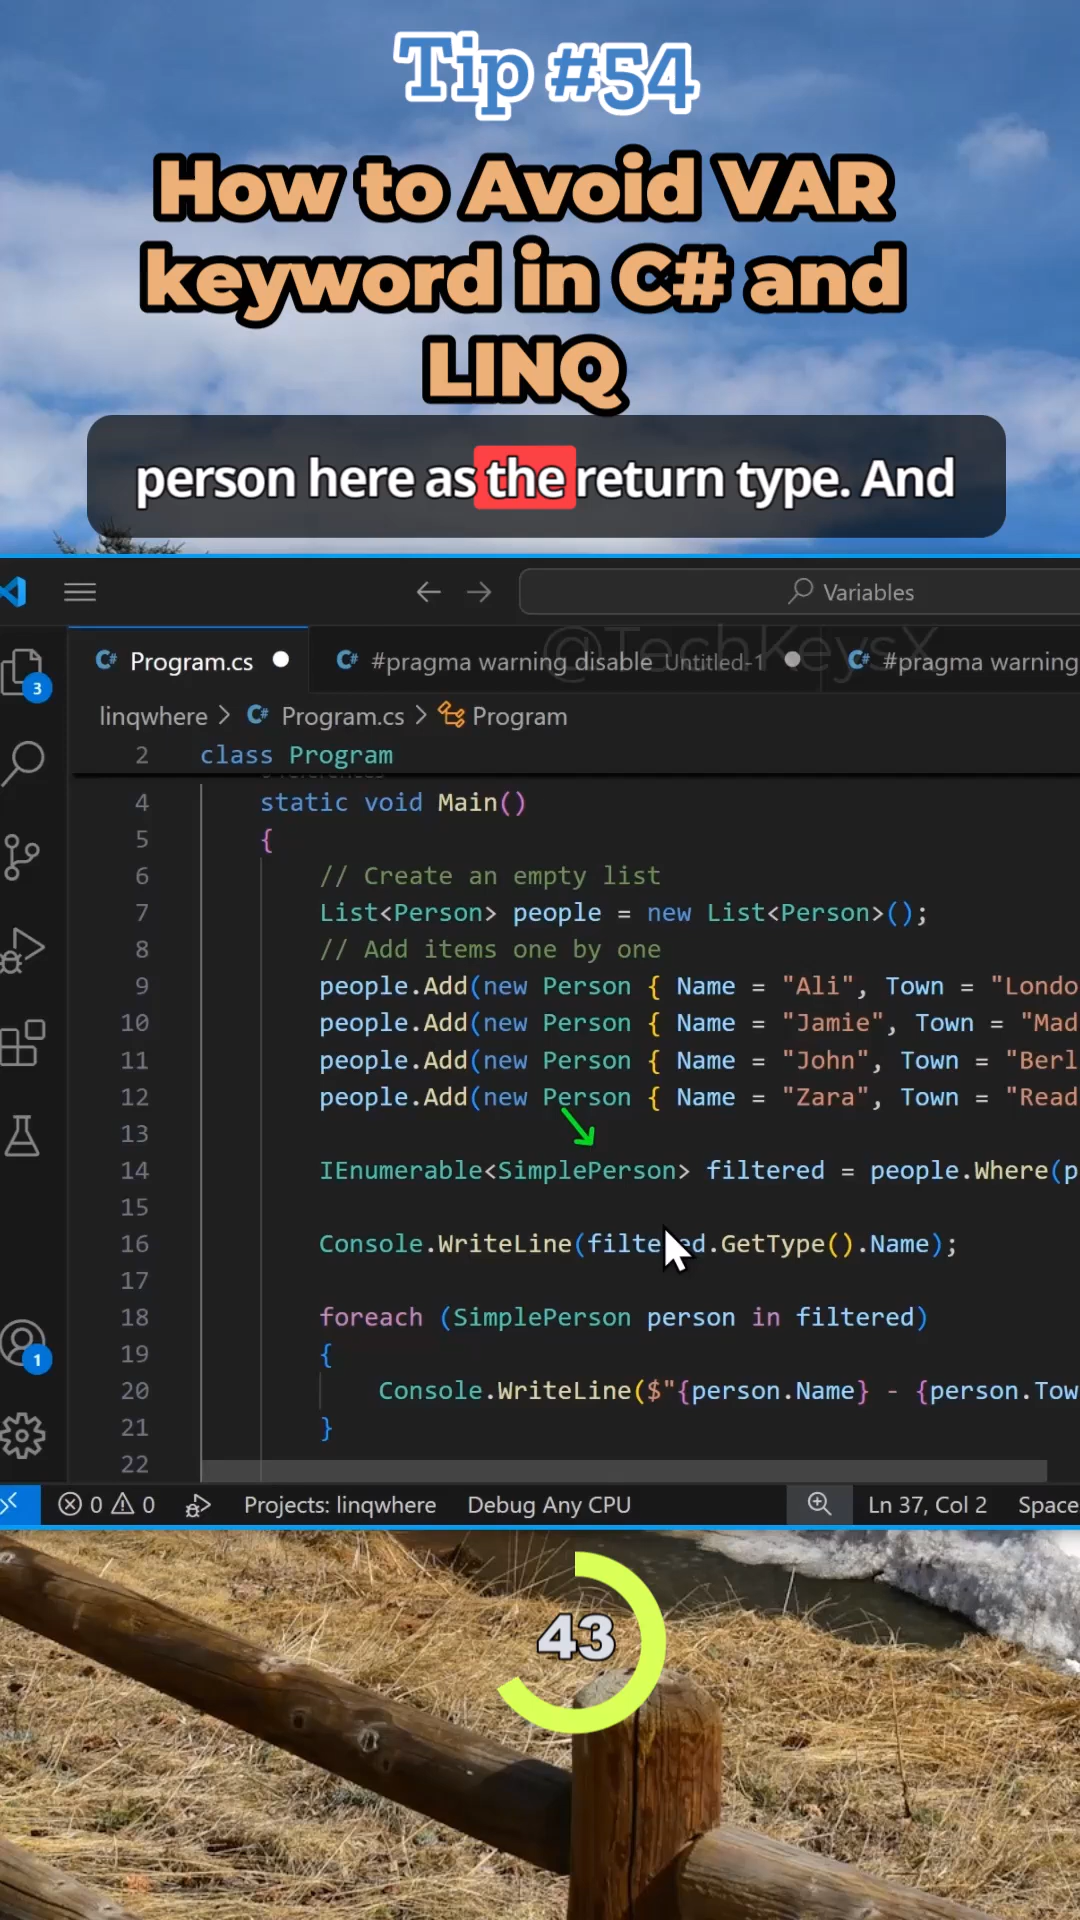 Tip #54
How to Avoid VAR
keyword in C# and
LINQ
person here as the return type. And
Variables
@TechKeysX
Program.cs
#pragma warning disable Untitled-1
#pragma warning
3
linqwhere > Program.cs > Program
2 class Program
4 static void Main()
5 {
6 // Create an empty list
7 List<Person> people = new List<Person>();
8 // Add items one by one
9 people.Add(new Person { Name = "Ali", Town = "Londo
10 people.Add(new Person { Name = "Jamie", Town = "Mad
11 people.Add(new Person { Name = "John", Town = "Berl
12 people.Add(new Person { Name = "Zara", Town = "Read
13
14 IEnumerable<SimplePerson> filtered = people.Where(p
15
16 Console.WriteLine(filtered.GetType().Name);
17
18 foreach (SimplePerson person in filtered)
19 {
1
20 Console.WriteLine($"{person.Name} - {person.Tow
21 }
22
0 0 Projects: linqwhere Debug Any CPU Ln 37, Col 2 Space
43